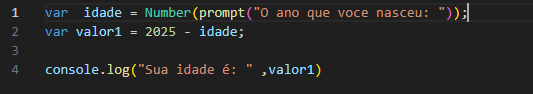 1 var  idade = Number(prompt("O ano que voce nasceu: "));
2 var valor1 = 2025 - idade;
3
4 console.log("Sua idade é: " ,valor1)